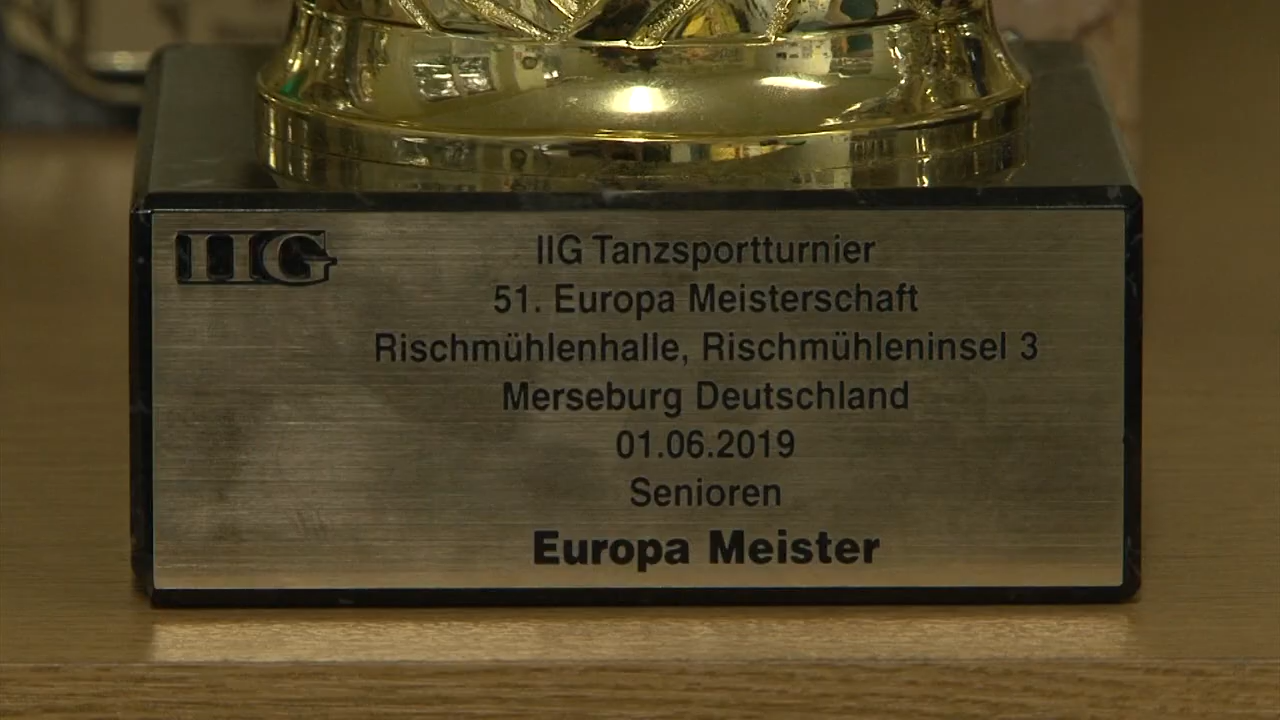 IIG
IIG Tanzsportturnier
51. Europa Meisterschaft
Rischmühlenhalle, Rischmühleninsel 3
Merseburg Deutschland
01.06.2019
Senioren
Europa Meister